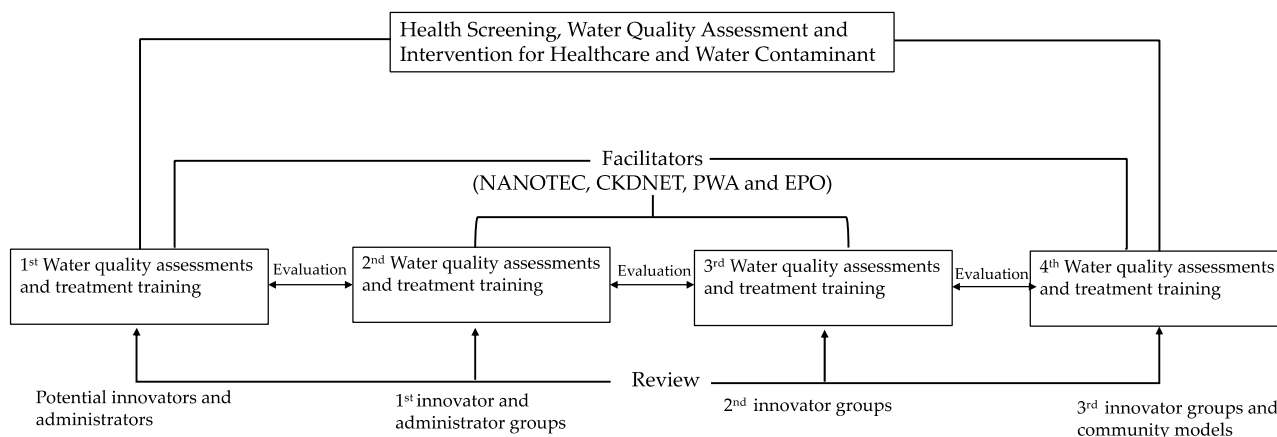 Health Screening, Water Quality Assessment and
Intervention for Healthcare and Water Contaminant
Facilitators
(NANOTEC, CKDNET, PWA and EPO)
1st Water quality assessments
and treatment training
Evaluation
2nd Water quality assessments
and treatment training
Evaluation
3rd Water quality assessments
and treatment training
Evaluation
4th Water quality assessments
and treatment training
Review
Potential innovators and
administrators
1st innovator and
administrator groups
2nd innovator groups
3rd innovator groups and
community models